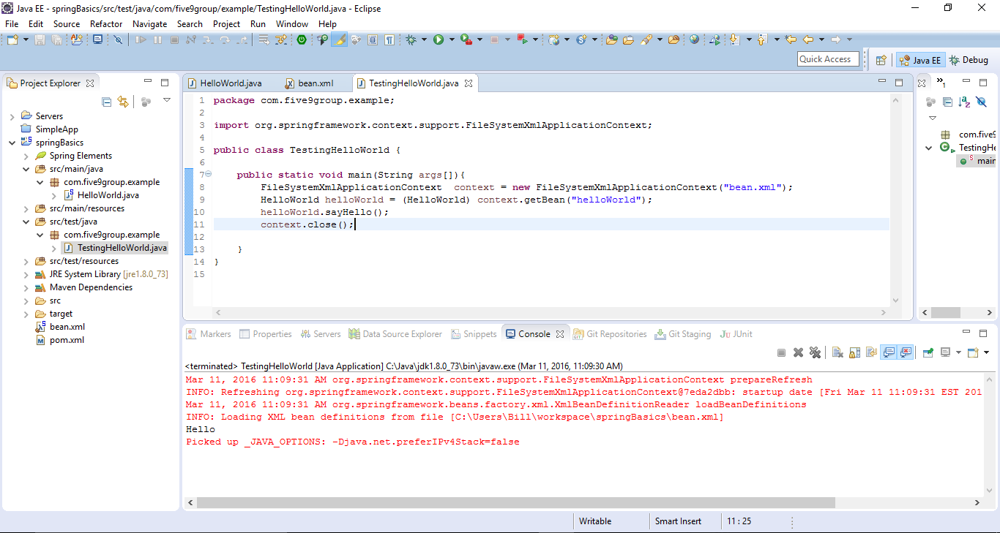 Java EE - springBasics/src/test/java/com/five9group/example/TestingHelloWorld.java - Eclipse
File Edit Source Refactor Navigate Search Project Run Window Help
Quick Access Java EE Debug
Project Explorer
Servers
SimpleApp
springBasics
Spring Elements
src/main/java
com.five9group.example
HelloWorld.java
src/main/resources
src/test/java
com.five9group.example
TestingHelloWorld.java
src/test/resources
JRE System Library [jre1.8.0_73]
Maven Dependencies
src
target
bean.xml
pom.xml
HelloWorld.java bean.xml TestingHelloWorld.java
1 package com.five9group.example;
2
3 import org.springframework.context.support.FileSystemXmlApplicationContext;
4
5 public class TestingHelloWorld {
6
7 public static void main(String args[]){
8 FileSystemXmlApplicationContext  context = new FileSystemXmlApplicationContext("bean.xml");
9 HelloWorld helloWorld = (HelloWorld) context.getBean("helloWorld");
10 helloWorld.sayHello();
11 context.close();
12
13 }
14 }
15
1
com.five9
TestingHe
S main
Markers Properties Servers Data Source Explorer Snippets Console Git Repositories Git Staging JUnit
<terminated> TestingHelloWorld [Java Application] C:\Java\jdk1.8.0_73\bin\javaw.exe (Mar 11, 2016, 11:09:30 AM)
Mar 11, 2016 11:09:31 AM org.springframework.context.support.FileSystemXmlApplicationContext prepareRefresh
INFO: Refreshing org.springframework.context.support.FileSystemXmlApplicationContext@7eda2dbb: startup date [Fri Mar 11 11:09:31 EST 201
Mar 11, 2016 11:09:31 AM org.springframework.beans.factory.xml.XmlBeanDefinitionReader loadBeanDefinitions
INFO: Loading XML bean definitions from file [C:\Users\Bill\workspace\springBasics\bean.xml]
Hello
Picked up _JAVA_OPTIONS: -Djava.net.preferIPv4Stack=false
Writable Smart Insert 11 : 25